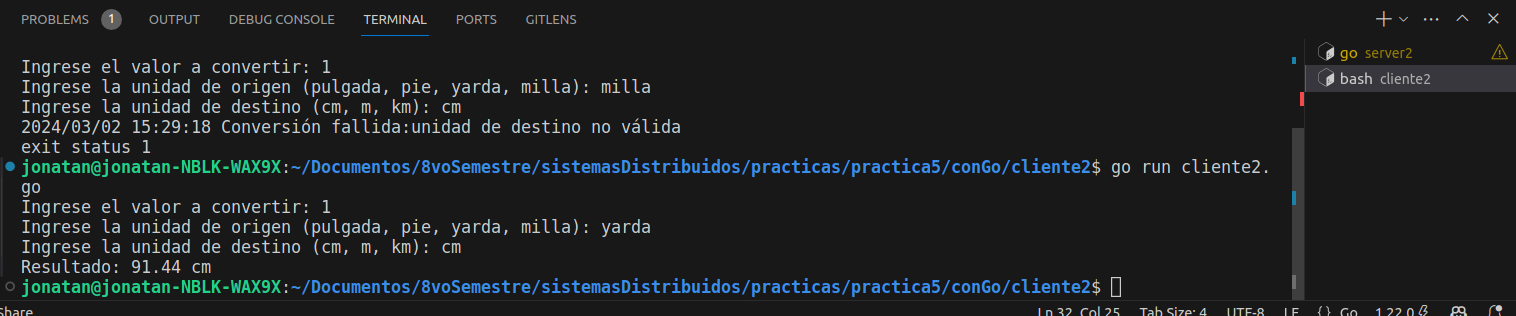 PROBLEMS 1 OUTPUT DEBUG CONSOLE TERMINAL PORTS GITLENS
Ingrese el valor a convertir: 1
Ingrese la unidad de origen (pulgada, pie, yarda, milla): milla
Ingrese la unidad de destino (cm, m, km): cm
2024/03/02 15:29:18 Conversión fallida:unidad de destino no válida
exit status 1
jonatan@jonatan-NBLK-WAX9X:~/Documentos/8voSemestre/sistemasDistribuidos/practicas/practica5/conGo/cliente2$ go run cliente2.
go
Ingrese el valor a convertir: 1
Ingrese la unidad de origen (pulgada, pie, yarda, milla): yarda
Ingrese la unidad de destino (cm, m, km): cm
Resultado: 91.44 cm
jonatan@jonatan-NBLK-WAX9X:~/Documentos/8voSemestre/sistemasDistribuidos/practicas/practica5/conGo/cliente2$
go server2
bash cliente2
Share Ln 32, Col 25 Tab Size: 4 UTF-8 LF {} Go 1.22.0